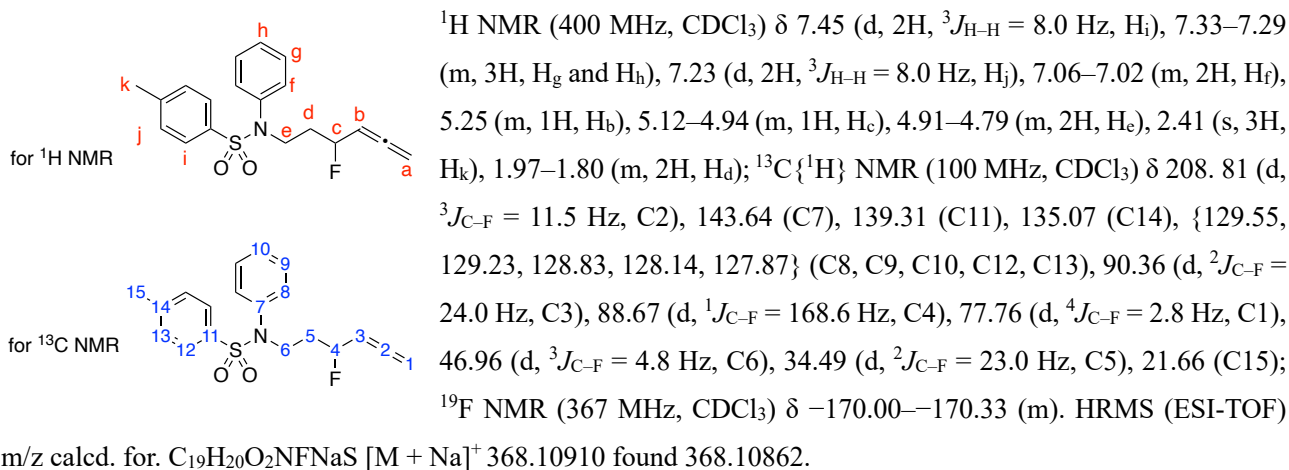 ¹H NMR (400 MHz, CDCl₃) δ 7.45 (d, 2H, ³J_H–H = 8.0 Hz, H_i), 7.33–7.29
(m, 3H, H_g and H_h), 7.23 (d, 2H, ³J_H–H = 8.0 Hz, H_j), 7.06–7.02 (m, 2H, H_f),
5.25 (m, 1H, H_b), 5.12–4.94 (m, 1H, H_c), 4.91–4.79 (m, 2H, H_e), 2.41 (s, 3H,
H_k), 1.97–1.80 (m, 2H, H_d); ¹³C{¹H} NMR (100 MHz, CDCl₃) δ 208. 81 (d,
³J_C–F = 11.5 Hz, C2), 143.64 (C7), 139.31 (C11), 135.07 (C14), {129.55,
129.23, 128.83, 128.14, 127.87} (C8, C9, C10, C12, C13), 90.36 (d, ²J_C–F =
24.0 Hz, C3), 88.67 (d, ¹J_C–F = 168.6 Hz, C4), 77.76 (d, ⁴J_C–F = 2.8 Hz, C1),
46.96 (d, ³J_C–F = 4.8 Hz, C6), 34.49 (d, ²J_C–F = 23.0 Hz, C5), 21.66 (C15);
¹⁹F NMR (367 MHz, CDCl₃) δ −170.00–−170.33 (m). HRMS (ESI-TOF)
m/z calcd. for. C₁₉H₂₀O₂NFNaS [M + Na]⁺ 368.10910 found 368.10862.
for ¹H NMR
h
g
f
k
d
b
j
N
e
c
S
i
O O
F
a
for ¹³C NMR
10
9
15
8
14
7
13
5
3
11
N
12
S
6
4
2
1
O O
F